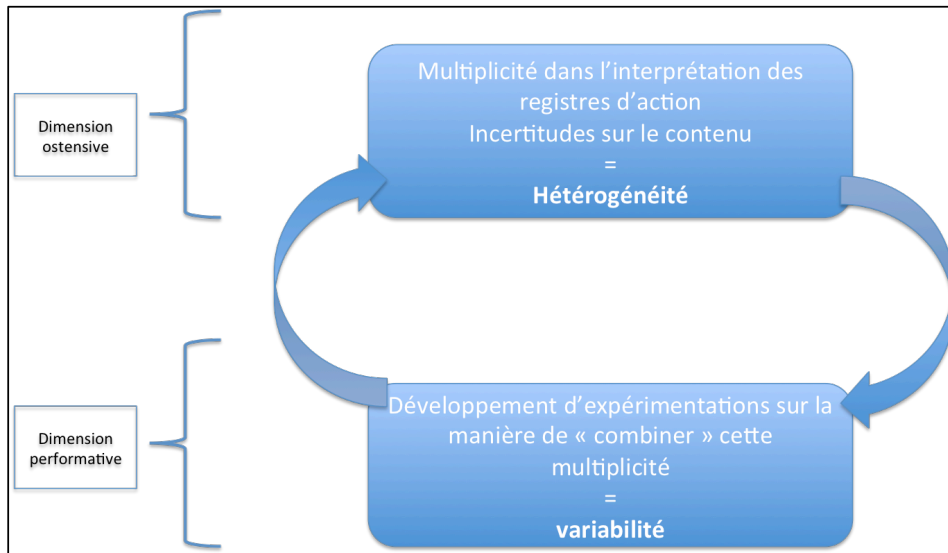 Dimension
ostensive
Multiplicité dans l'interprétation des
registres d'action
Incertitudes sur le contenu
=
Hétérogénéité
Dimension
performative
Développement d'expérimentations sur la
manière de « combiner » cette
multiplicité
=
variabilité